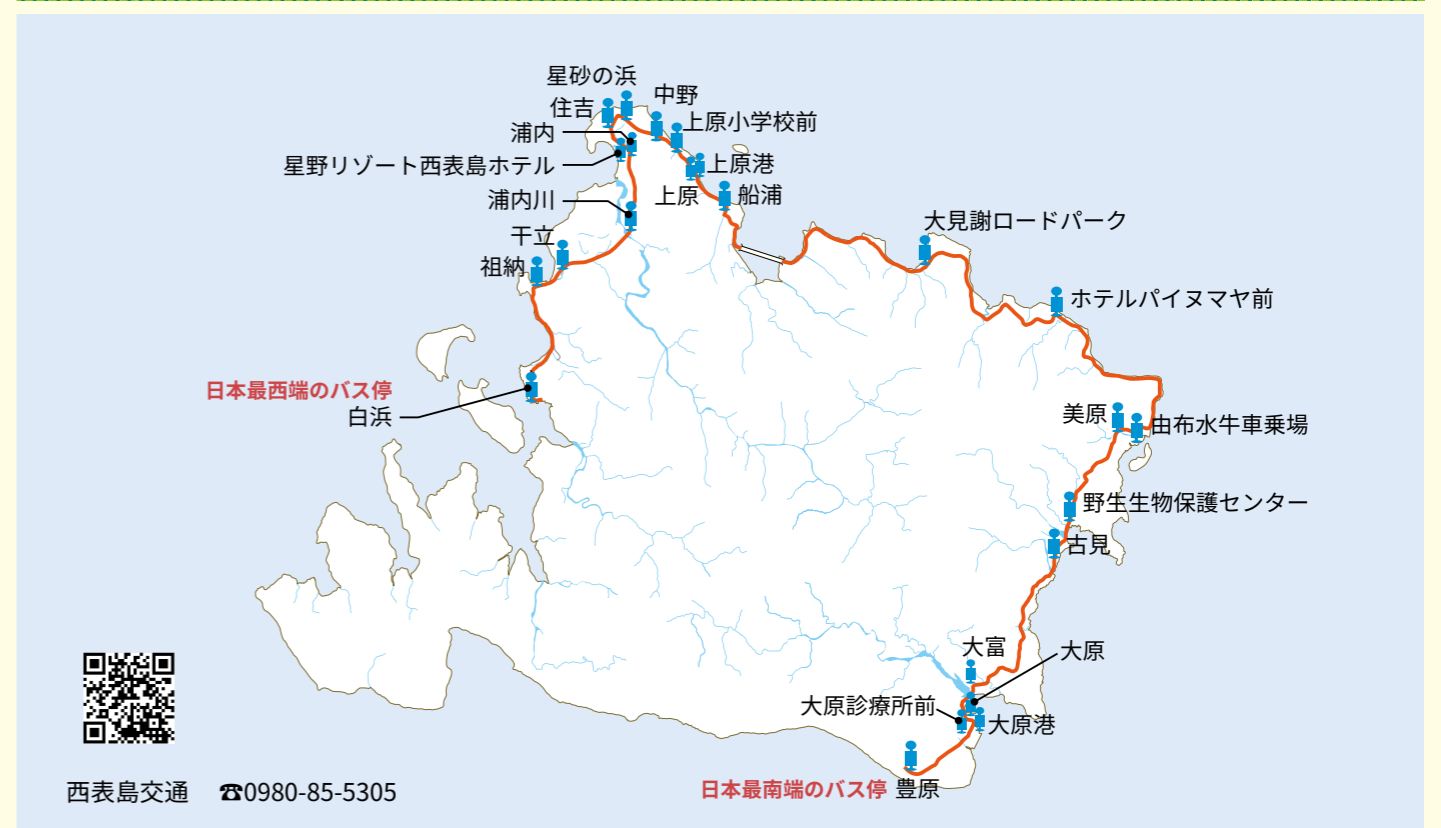 星砂の浜
住吉
中野
浦内
上原小学校前
星野リゾート西表島ホテル
上原港
上原
船浦
浦内川
干立
祖納
大見謝ロードパーク
ホテルパイヌマヤ前
日本最西端のバス停
白浜
美原
由布水牛車乗場
野生生物保護センター
古見
大富
大原
大原診療所前
大原港
日本最南端のバス停 豊原
西表島交通 ☎0980-85-5305